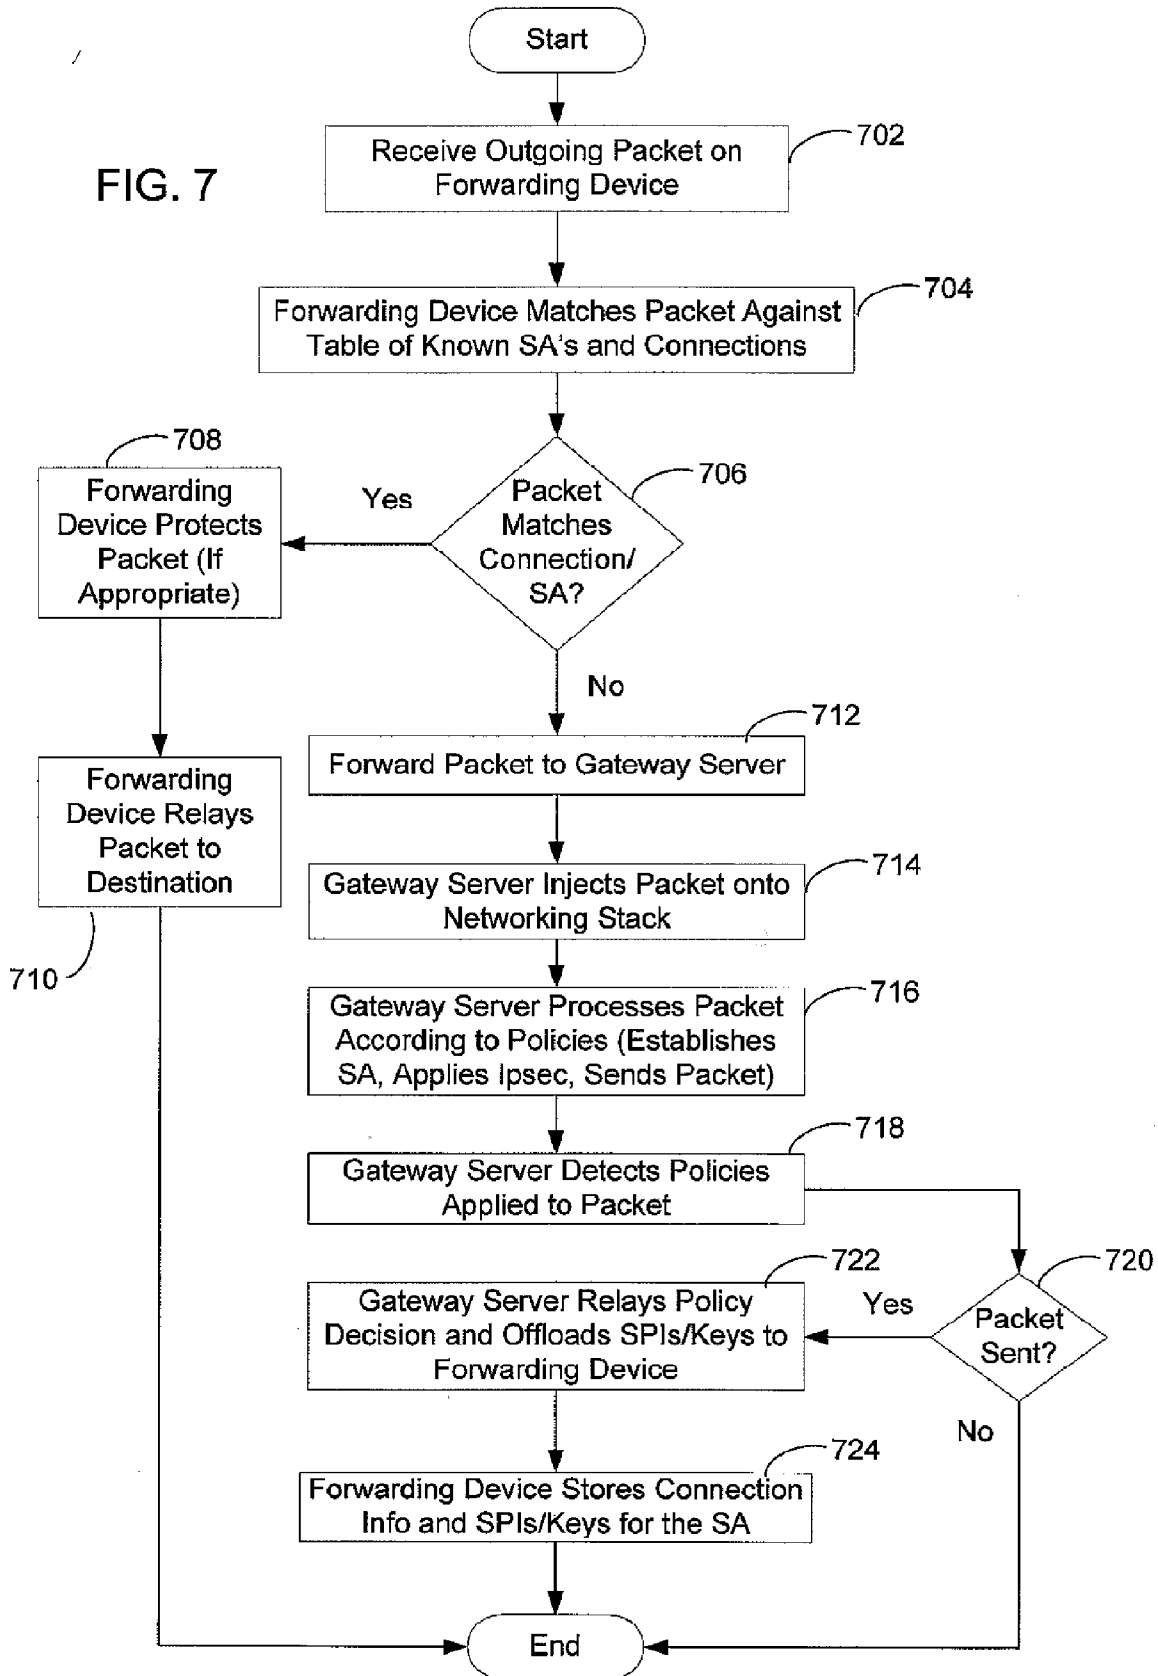 Start
702
Receive Outgoing Packet on
Forwarding Device
FIG. 7
704
Forwarding Device Matches Packet Against
Table of Known SA's and Connections
708
706
Forwarding
Device Protects
Packet (If
Appropriate)
Yes
Packet
Matches
Connection/
SA?
No
712
Forward Packet to Gateway Server
Forwarding
Device Relays
Packet to
Destination
710
714
Gateway Server Injects Packet onto
Networking Stack
716
Gateway Server Processes Packet
According to Policies (Establishes
SA, Applies Ipsec, Sends Packet)
718
Gateway Server Detects Policies
Applied to Packet
722
720
Gateway Server Relays Policy
Decision and Offloads SPIs/Keys to
Forwarding Device
Yes
Packet
Sent?
No
724
Forwarding Device Stores Connection
Info and SPIs/Keys for the SA
End